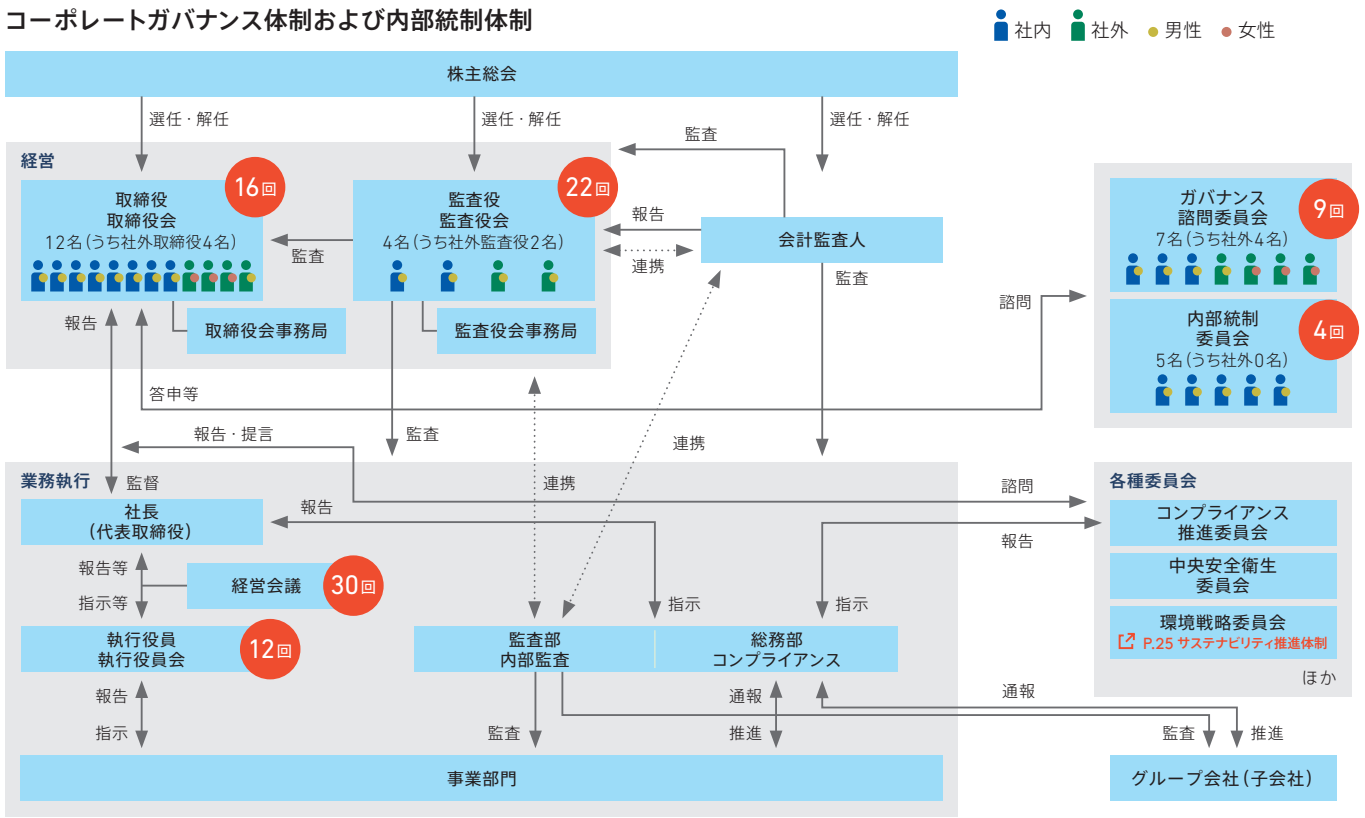 コーポレートガバナンス体制および内部統制体制
社内 社外 男性 女性
株主総会
選任・解任 選任・解任 選任・解任
監査
経営
取締役
取締役会
12名(うち社外取締役4名)
16回
監査
監査役
監査役会
4名(うち社外監査役2名)
22回
報告
連携
会計監査人
監査
取締役会事務局
監査役会事務局
ガバナンス
諮問委員会
7名(うち社外4名)
9回
内部統制
委員会
5名(うち社外0名)
4回
報告
諮問
答申等
報告・提言
監査
連携
業務執行
監督
連携
諮問
社長
(代表取締役)
報告
報告
報告等
指示等
経営会議
30回
指示
指示
執行役員
執行役員会
12回
監査部
内部監査
総務部
コンプライアンス
各種委員会
コンプライアンス
推進委員会
中央安全衛生
委員会
環境戦略委員会
P.25 サステナビリティ推進体制
ほか
報告
指示
監査
通報
推進
通報
監査
推進
事業部門
グループ会社(子会社)